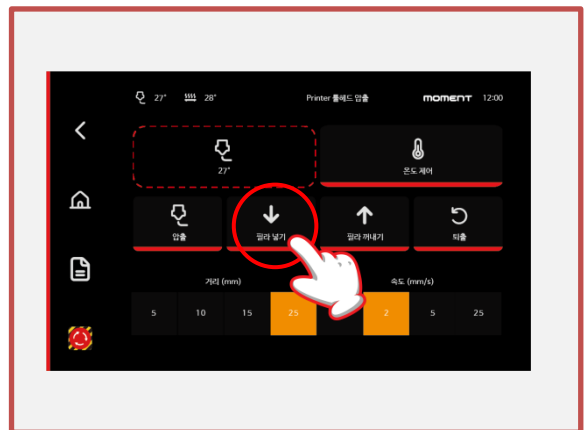 27° 28° Printer 툴헤드 압출 moment 12:00
27°
온도 제어
압출 필라 넣기 필라 꺼내기 퇴출
거리 (mm) 속도 (mm/s)
5 10 15 25 2 5 25